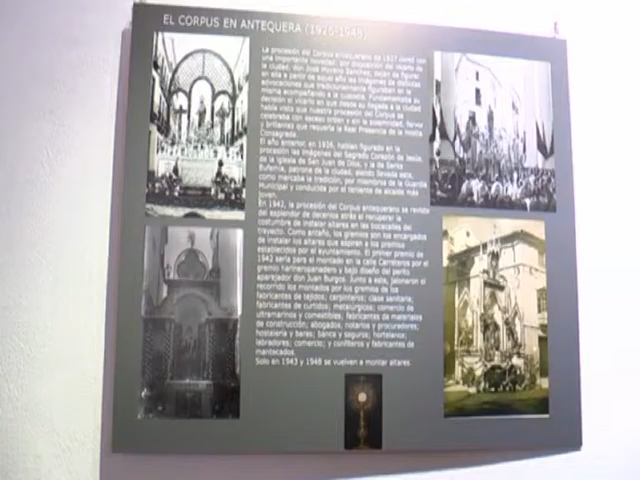 EL CORPUS EN ANTEQUERA (1926-1948)
La procesión del Corpus antequerano de 1927 contó con
una importante novedad: por disposición del vicario de
la ciudad, don José Moyano Sánchez, dejan de figurar
en ella a partir de aquel año las imágenes de distintas
advocaciones que tradicionalmente figuraban en la
misma acompañando a la custodia. Fundamentaba su
decisión el vicario en que desde su llegada a la ciudad
había visto que nuestra procesión del Corpus se
celebraba con escaso orden y sin la solemnidad, fervor
y brillantez que requería la Real Presencia de la Hostia
Consagrada.
El año anterior, en 1926, habían figurado en la
procesión las imágenes del Sagrado Corazón de Jesús,
de la iglesia de San Juan de Dios, y la de Santa
Eufemia, patrona de la ciudad, siendo llevada esta,
como marcaba la tradición, por miembros de la Guardia
Municipal y conducida por el teniente de alcalde más
joven.
En 1942, la procesión del Corpus antequerano se revistió
del esplendor de decenios atrás al recuperar la
costumbre de instalar altares en las bocacalles del
trayecto. Como antaño, los gremios son los encargados
de instalar los altares que aspiran a los premios
establecidos por el ayuntamiento. El primer premio de
1942 sería para el montado en la calle Carreteros por el
gremio harineropanadero y bajo diseño del perito
aparejador don Juan Burgos. Junto a este, jalonaron el
recorrido los montados por los gremios de los
fabricantes de tejidos; carpinteros; clase sanitaria;
fabricantes de curtidos; metalúrgicos; comercio de
ultramarinos y comestibles; fabricantes de materiales
de construcción; abogados, notarios y procuradores;
hostelería y bares; banca y seguros; hortelanos;
labradores; comercio; y confiteros y fabricantes de
mantecados.
Solo en 1943 y 1948 se vuelven a montar altares.